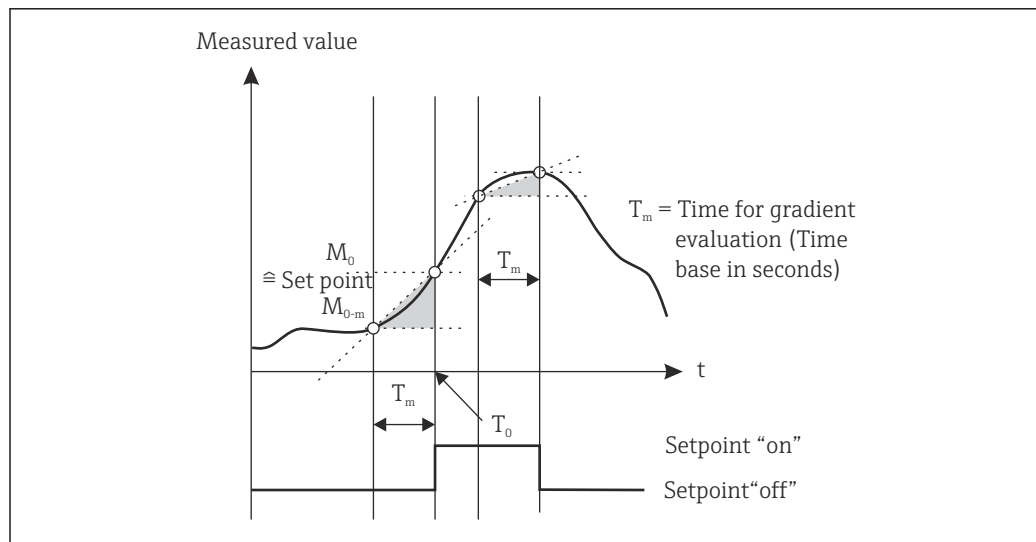 Measured value
Tₘ = Time for gradient
evaluation (Time
base in seconds)
M₀
≙ Set point
M₀₋ₘ
Tₘ
t
Tₘ
T₀
Setpoint “on”
Setpoint“off”